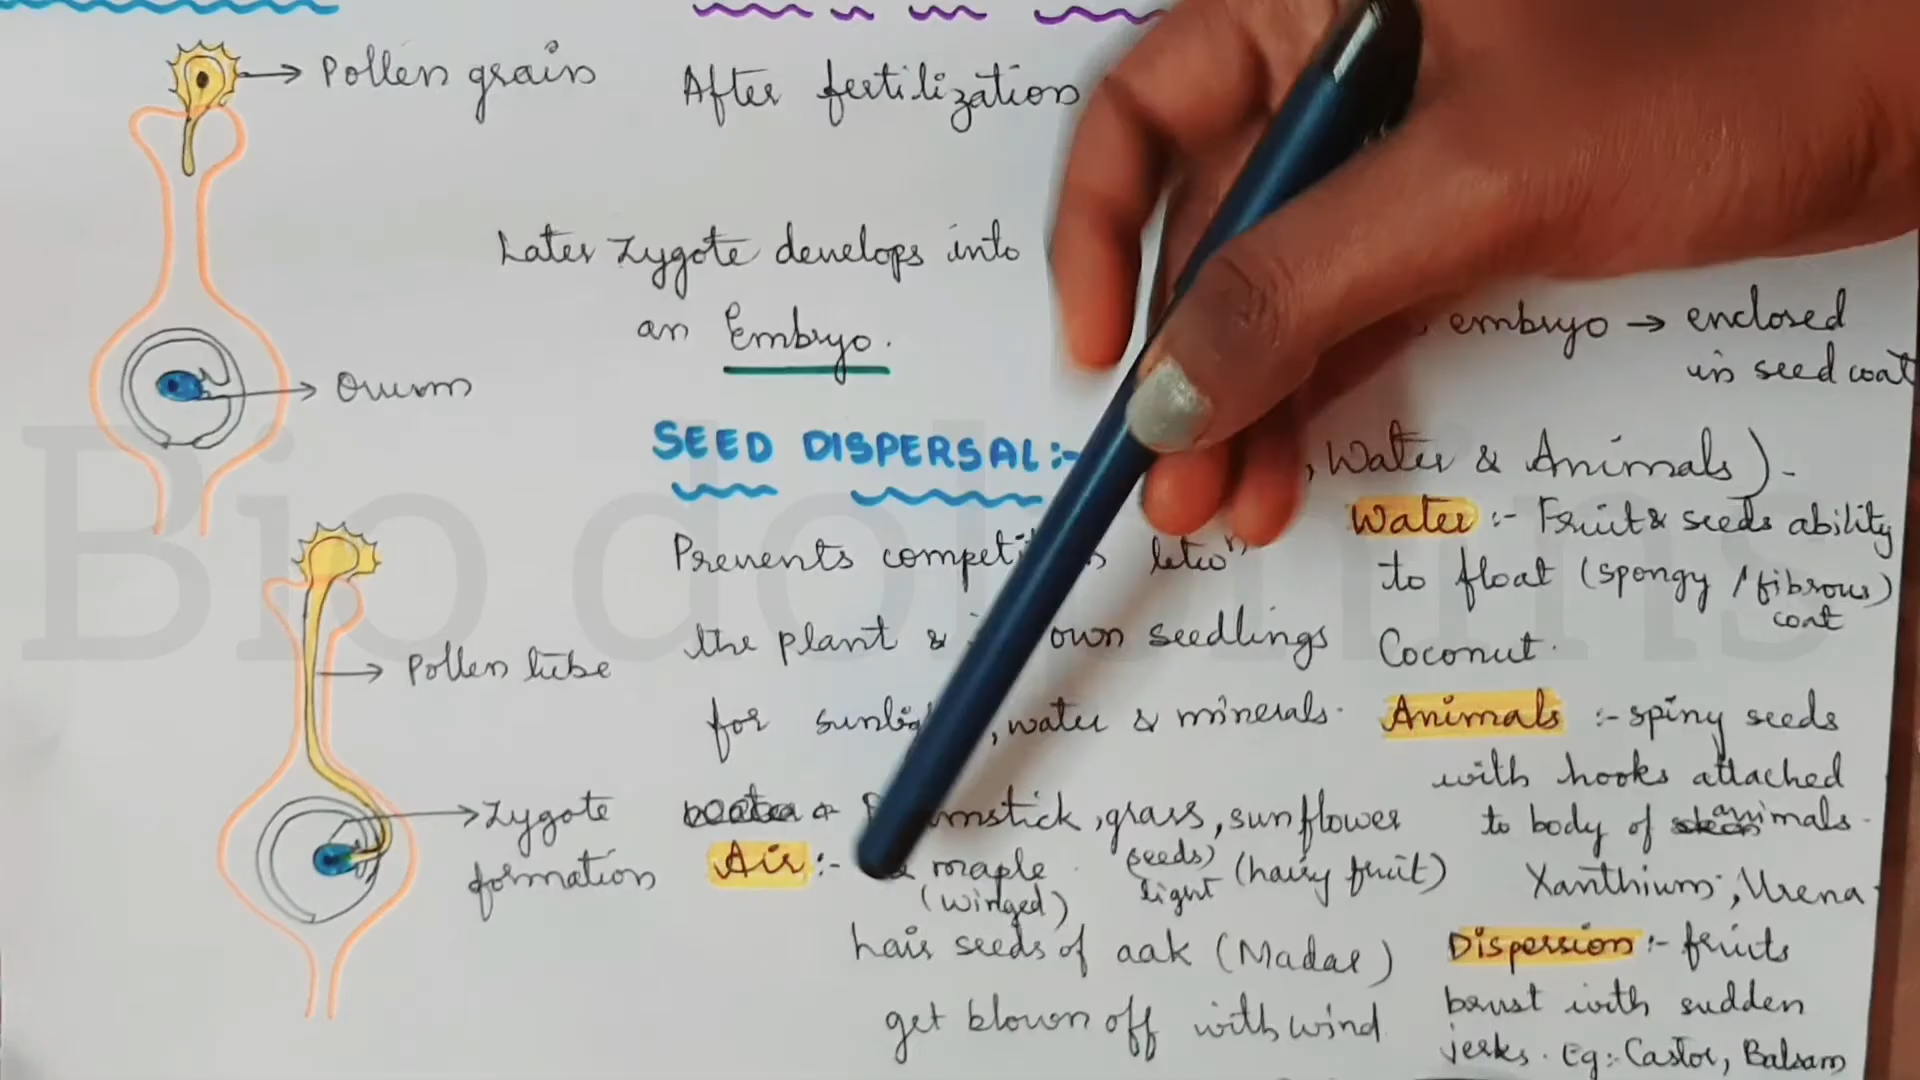 Pollen grain
After fertilization
Later zygote develops into
an Embryo.
Ovum
embryo → enclosed
in seed coat
SEED DISPERSAL:-
, Water & Animals) -
Prevents betwn
the plant & own seedlings
for , water & minerals.
Air :-
, grass, sunflower
maple
(winged)
(seeds)
light
(hairy fruit)
hair seeds of aak (Madar)
get blown off with wind
Water :- Fruit & seeds ability
to float (spongy / fibrous)
coat
Coconut.
Animals :- spiny seeds
with hooks attached
to body of animals.
Xanthium, Urena
Dispersion :- fruits
burst with sudden
jerks. Eg:- Castor, Balsam
Pollen tube
Zygote
formation
Bio dolphins